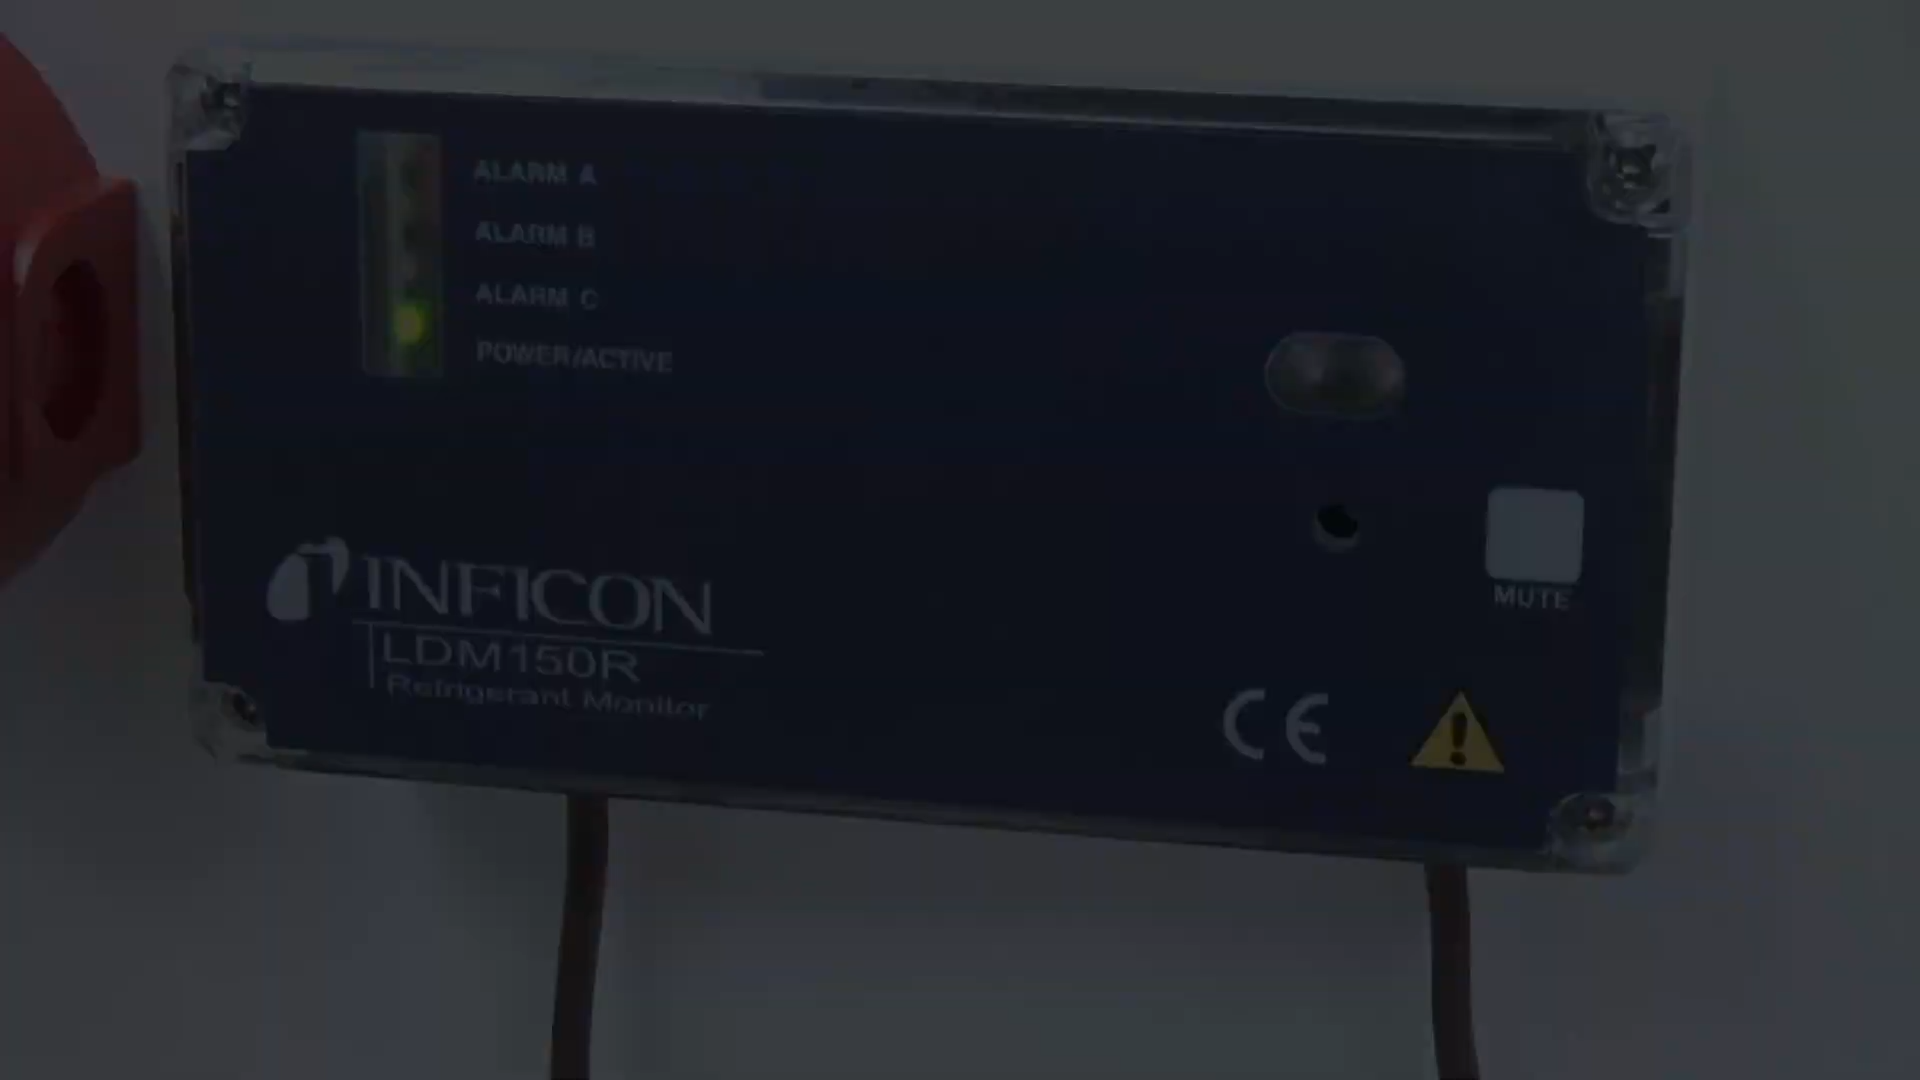 ALARM A
ALARM B
ALARM C
POWER/ACTIVE
INFICON
LDM150R
Refrigerant Monitor
MUTE
CE